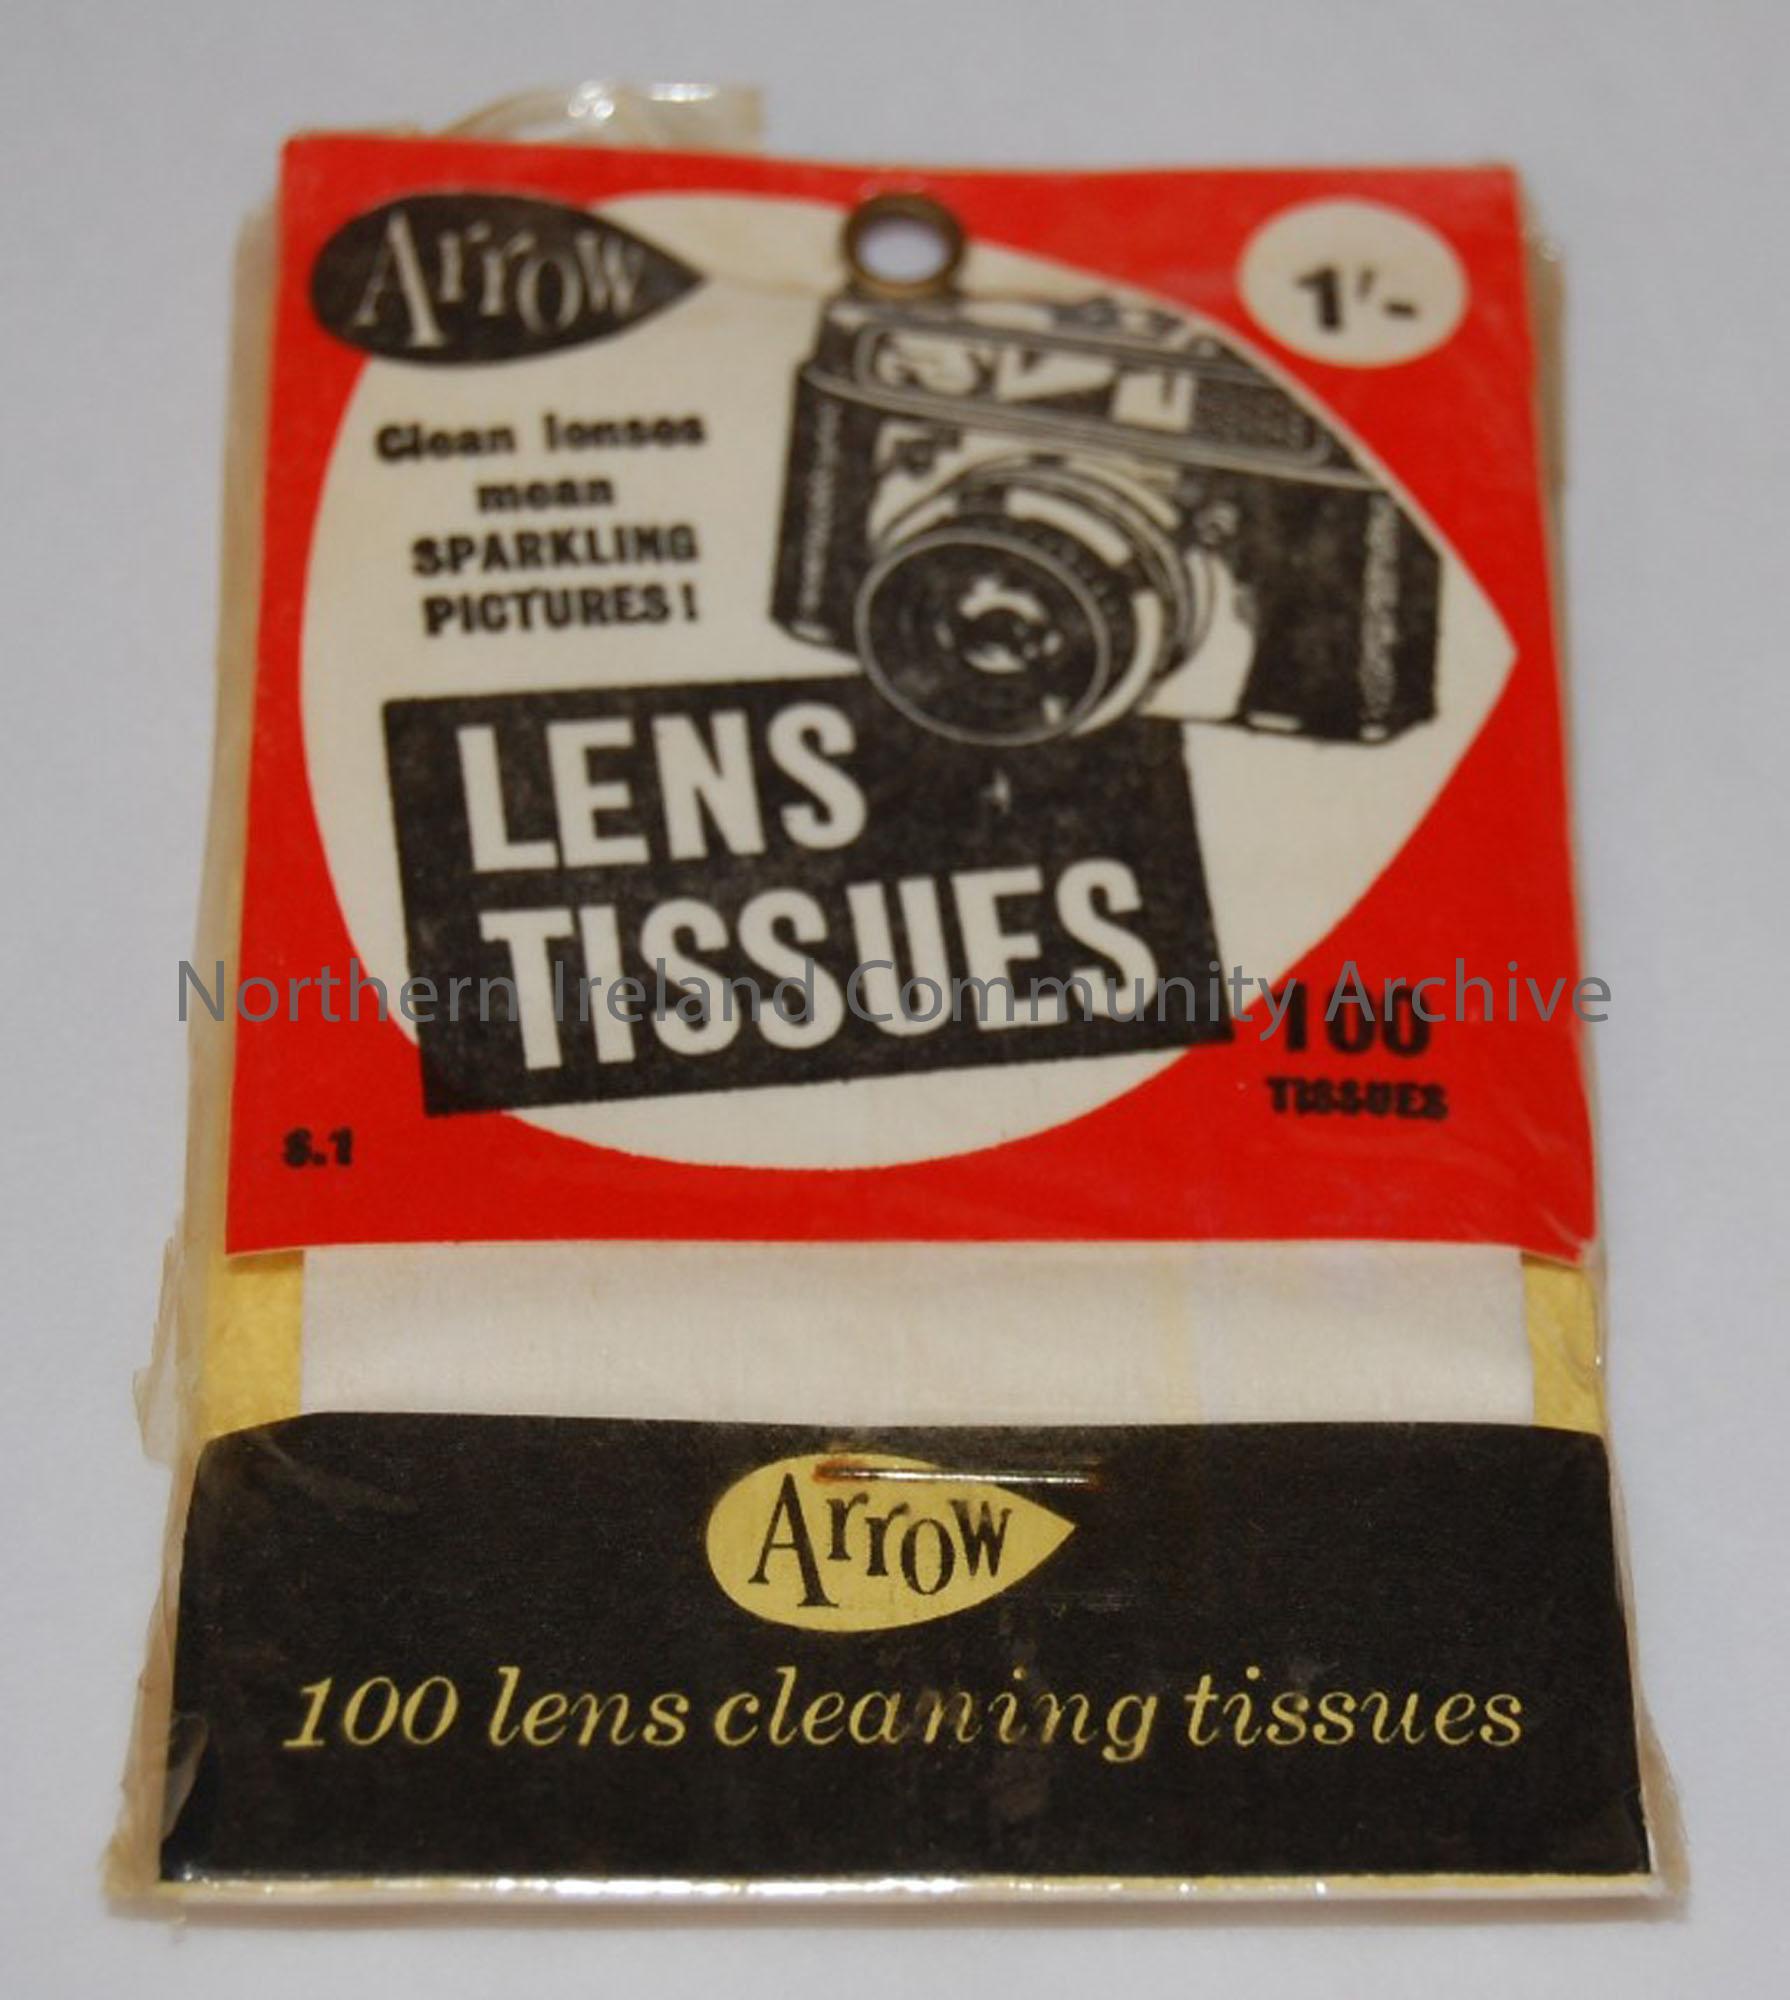 Arrow
1'-
Clean lenses
mean
SPARKLING
PICTURES!
LENS
TISSUES
Northern Ireland Community Archive
100
TISSUES
S.1
Arrow
100 lens cleaning tissues